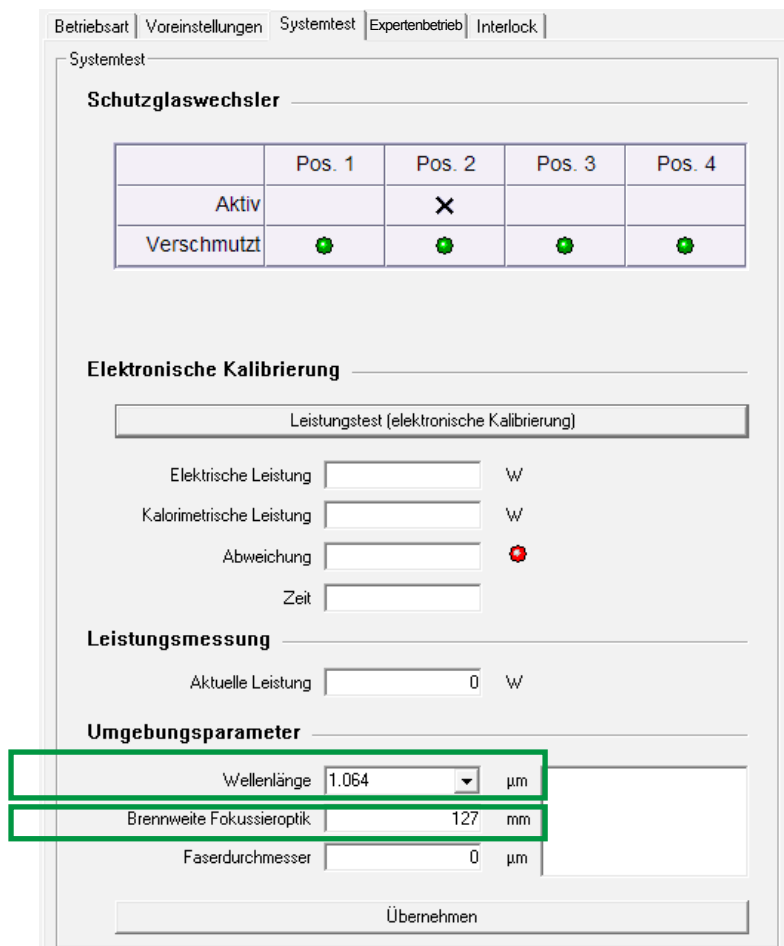 Betriebsart Voreinstellungen Systemtest Expertenbetrieb Interlock
Systemtest
Schutzglaswechsler
Pos. 1 Pos. 2 Pos. 3 Pos. 4
Aktiv X
Verschmutzt
Elektronische Kalibrierung
Leistungstest (elektronische Kalibrierung)
Elektrische Leistung W
Kalorimetrische Leistung W
Abweichung
Zeit
Leistungsmessung
Aktuelle Leistung 0 W
Umgebungsparameter
Wellenlänge 1.064 µm
Brennweite Fokussieroptik 127 mm
Faserdurchmesser 0 µm
Übernehmen